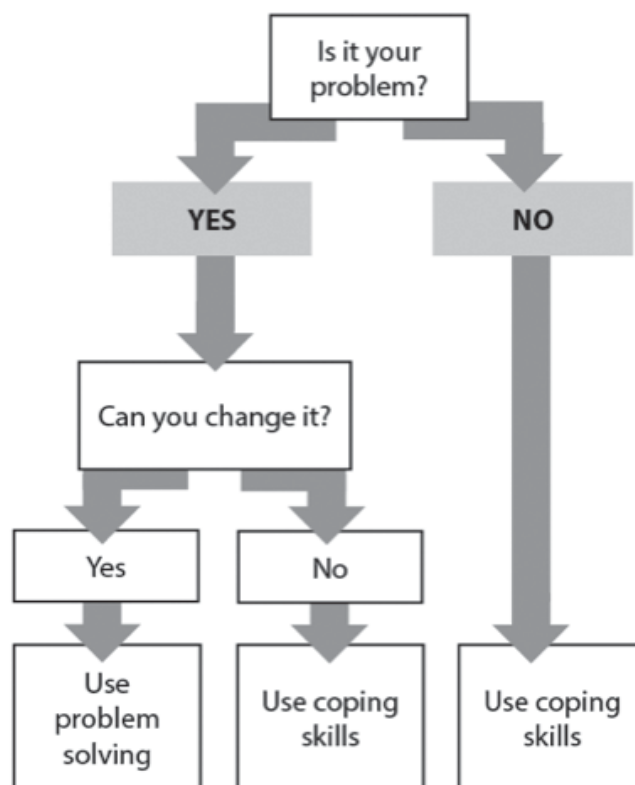 Is it your
problem?
YES
NO
Can you change it?
Yes
No
Use
problem
solving
Use coping
skills
Use coping
skills